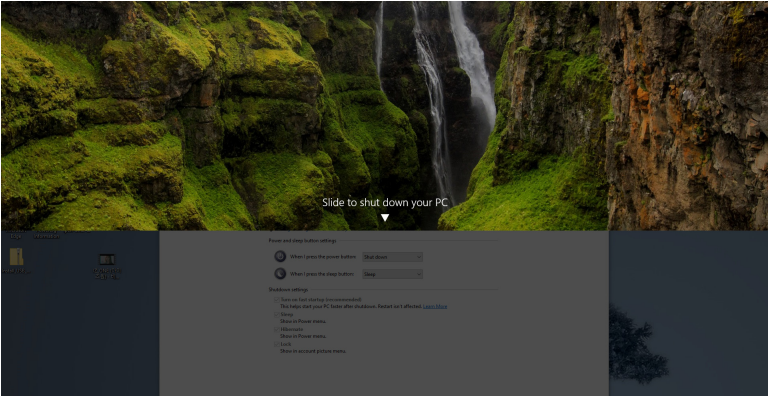 Slide to shut down your PC
Power and sleep button settings
When I press the power button: Shut down
When I press the sleep button: Sleep
Shutdown settings
Turn on fast startup (recommended)
This helps start your PC faster after shutdown. Restart isn't affected. Learn More
Sleep
Show in Power menu.
Hibernate
Show in Power menu.
Lock
Show in account picture menu.